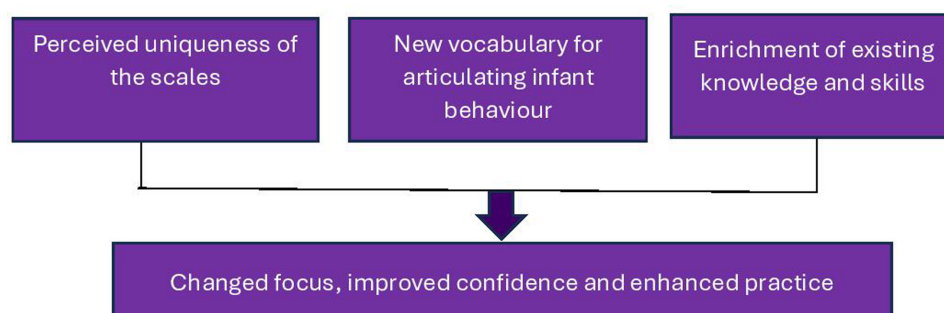 Perceived uniqueness of
the scales
New vocabulary for
articulating infant
behaviour
Enrichment of existing
knowledge and skills
Changed focus, improved confidence and enhanced practice